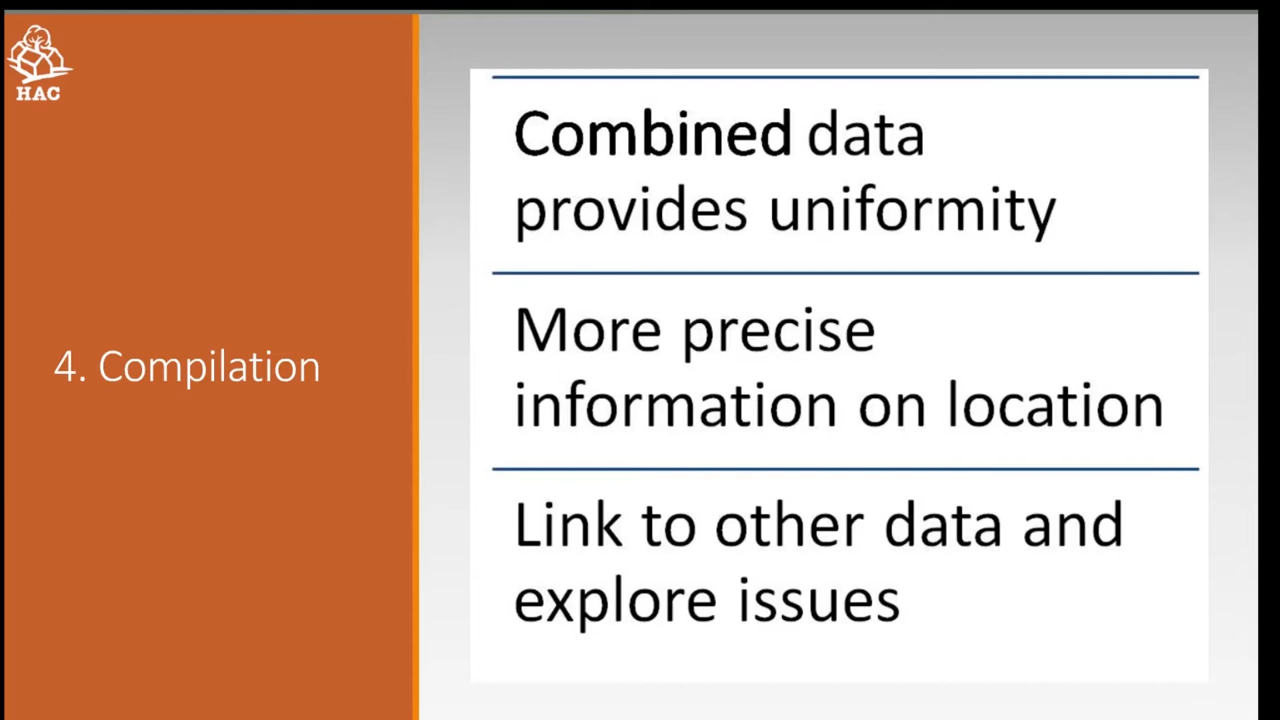 HAC
4. Compilation
Combined data
provides uniformity
More precise
information on location
Link to other data and
explore issues